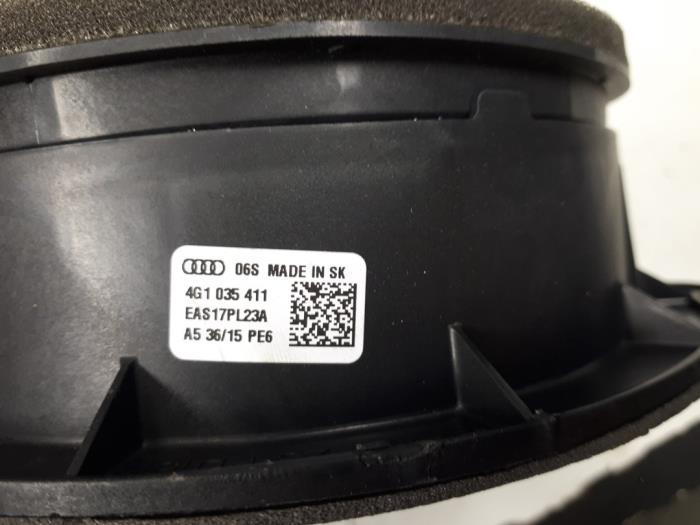 06S MADE IN SK
4G1 035 411
EAS17PL23A
A5 36/15 PE6